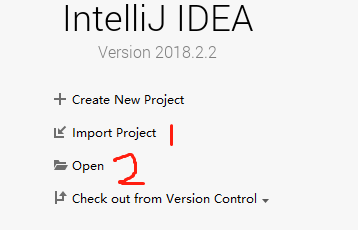 IntelliJ IDEA
Version 2018.2.2
Create New Project
Import Project 1
Open 2
Check out from Version Control